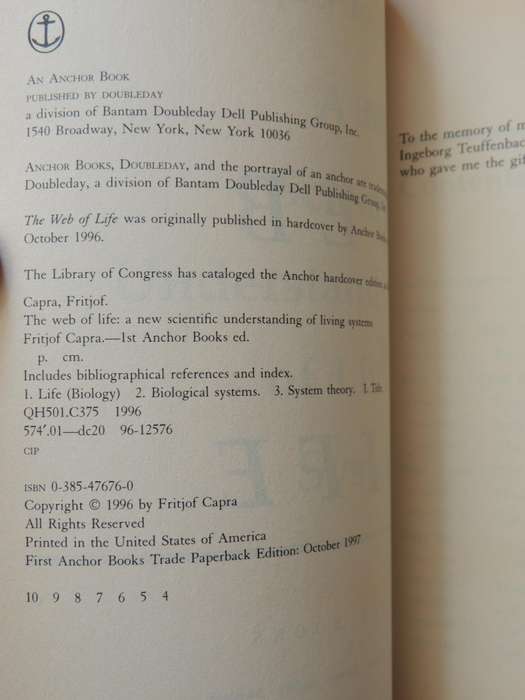 AN ANCHOR BOOK
PUBLISHED BY DOUBLEDAY
a division of Bantam Doubleday Dell Publishing Group, Inc.
1540 Broadway, New York, New York 10036
ANCHOR BOOKS, DOUBLEDAY, and the portrayal of an anchor are
Doubleday, a division of Bantam Doubleday Dell Publishing Group,
The Web of Life was originally published in hardcover by Anchor
October 1996.
The Library of Congress has cataloged the Anchor hardcover edition
Capra, Fritjof.
The web of life: a new scientific understanding of living systems
Fritjof Capra.—1st Anchor Books ed.
p. cm.
Includes bibliographical references and index.
1. Life (Biology) 2. Biological systems. 3. System theory. I.
QH501.C375 1996
574′.01—dc20 96-12576
CIP
ISBN 0-385-47676-0
Copyright © 1996 by Fritjof Capra
All Rights Reserved
Printed in the United States of America
First Anchor Books Trade Paperback Edition: October 1997
10 9 8 7 6 5 4
To the memory of
Ingeborg
who gave me the